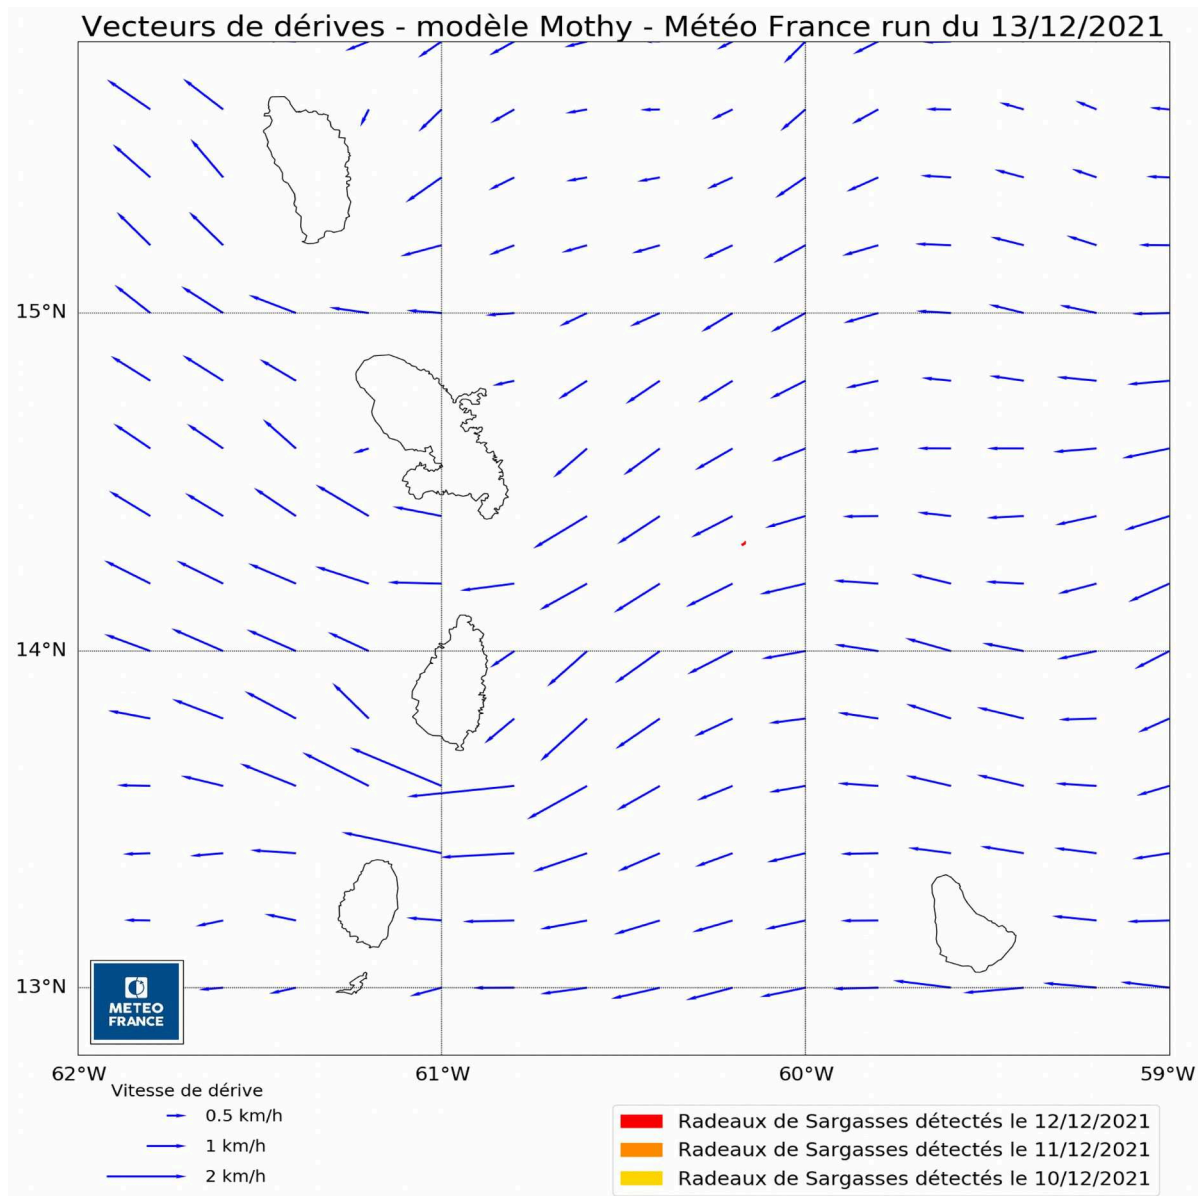 Vecteurs de dérives - modèle Mothy - Météo France run du 13/12/2021
15°N
14°N
13°N
METEO
FRANCE
62°W
61°W
60°W
59°W
Vitesse de dérive
0.5 km/h
1 km/h
2 km/h
Radeaux de Sargasses détectés le 12/12/2021
Radeaux de Sargasses détectés le 11/12/2021
Radeaux de Sargasses détectés le 10/12/2021